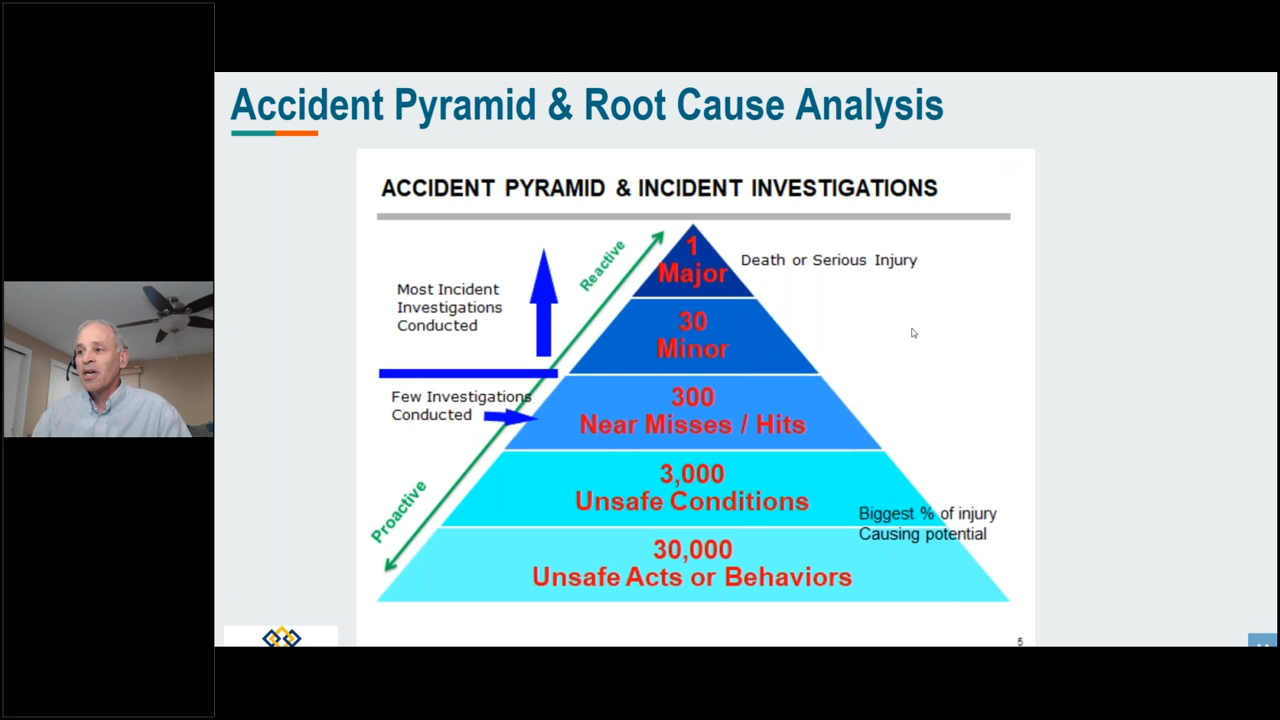 Accident Pyramid & Root Cause Analysis
ACCIDENT PYRAMID & INCIDENT INVESTIGATIONS
Reactive
1
Major
Death or Serious Injury
Most Incident
Investigations
Conducted
30
Minor
Few Investigations
Conducted
300
Near Misses / Hits
Proactive
3,000
Unsafe Conditions
Biggest % of injury
Causing potential
30,000
Unsafe Acts or Behaviors
5